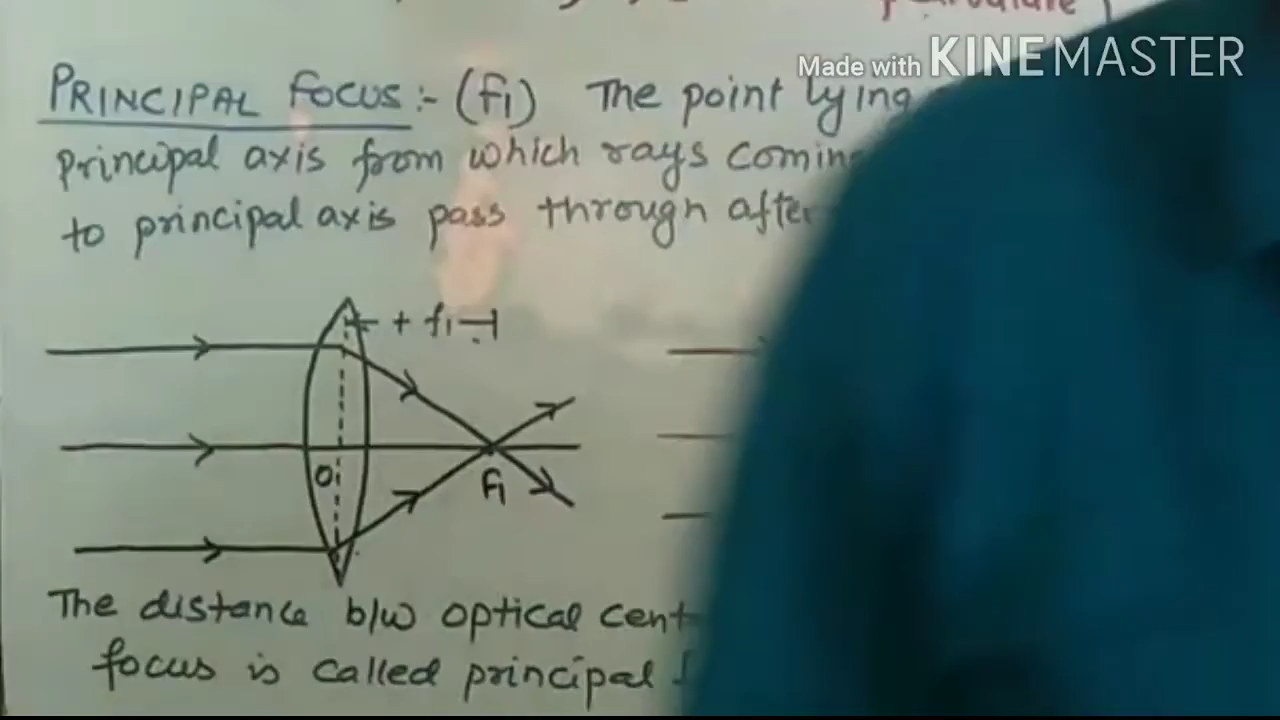 Made with KINEMASTER
PRINCIPAL FOCUS :- (f1) The point lying
principal axis from which rays coming
to principal axis pass through after
+ f1
O
F1
The distance b/w optical cent
focus is called principal